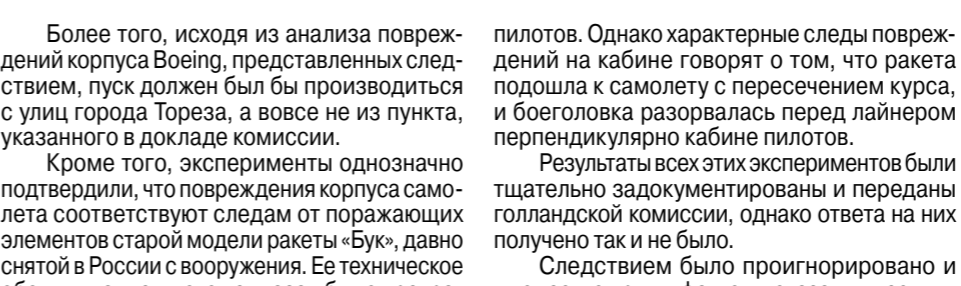 Более того, исходя из анализа повреж-
дений корпуса Boeing, представленных след-
ствием, пуск должен был бы производиться
с улиц города Тореза, а вовсе не из пункта,
указанного в докладе комиссии.
Кроме того, эксперименты однозначно
подтвердили, что повреждения корпуса само-
лета соответствуют следам от поражающих
элементов старой модели ракеты «Бук», давно
снятой в России с вооружения. Ее техническое
пилотов. Однако характерные следы повреж-
дений на кабине говорят о том, что ракета
подошла к самолету с пересечением курса,
и боеголовка разорвалась перед лайнером
перпендикулярно кабине пилотов.
Результаты всех этих экспериментов были
тщательно задокументированы и переданы
голландской комиссии, однако ответа на них
получено так и не было.
Следствием было проигнорировано и